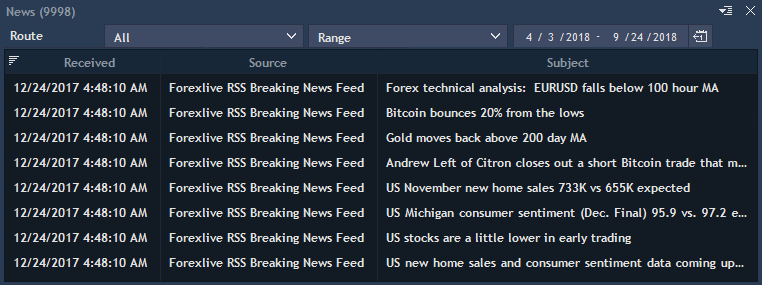 News (9998)
Route All Range 4 / 3 /2018 - 9 /24 /2018
Received Source Subject
12/24/2017 4:48:10 AM Forexlive RSS Breaking News Feed Forex technical analysis: EURUSD falls below 100 hour MA
12/24/2017 4:48:10 AM Forexlive RSS Breaking News Feed Bitcoin bounces 20% from the lows
12/24/2017 4:48:10 AM Forexlive RSS Breaking News Feed Gold moves back above 200 day MA
12/24/2017 4:48:10 AM Forexlive RSS Breaking News Feed Andrew Left of Citron closes out a short Bitcoin trade that m...
12/24/2017 4:48:10 AM Forexlive RSS Breaking News Feed US November new home sales 733K vs 655K expected
12/24/2017 4:48:10 AM Forexlive RSS Breaking News Feed US Michigan consumer sentiment (Dec. Final) 95.9 vs. 97.2 e...
12/24/2017 4:48:10 AM Forexlive RSS Breaking News Feed US stocks are a little lower in early trading
12/24/2017 4:48:10 AM Forexlive RSS Breaking News Feed US new home sales and consumer sentiment data coming up...